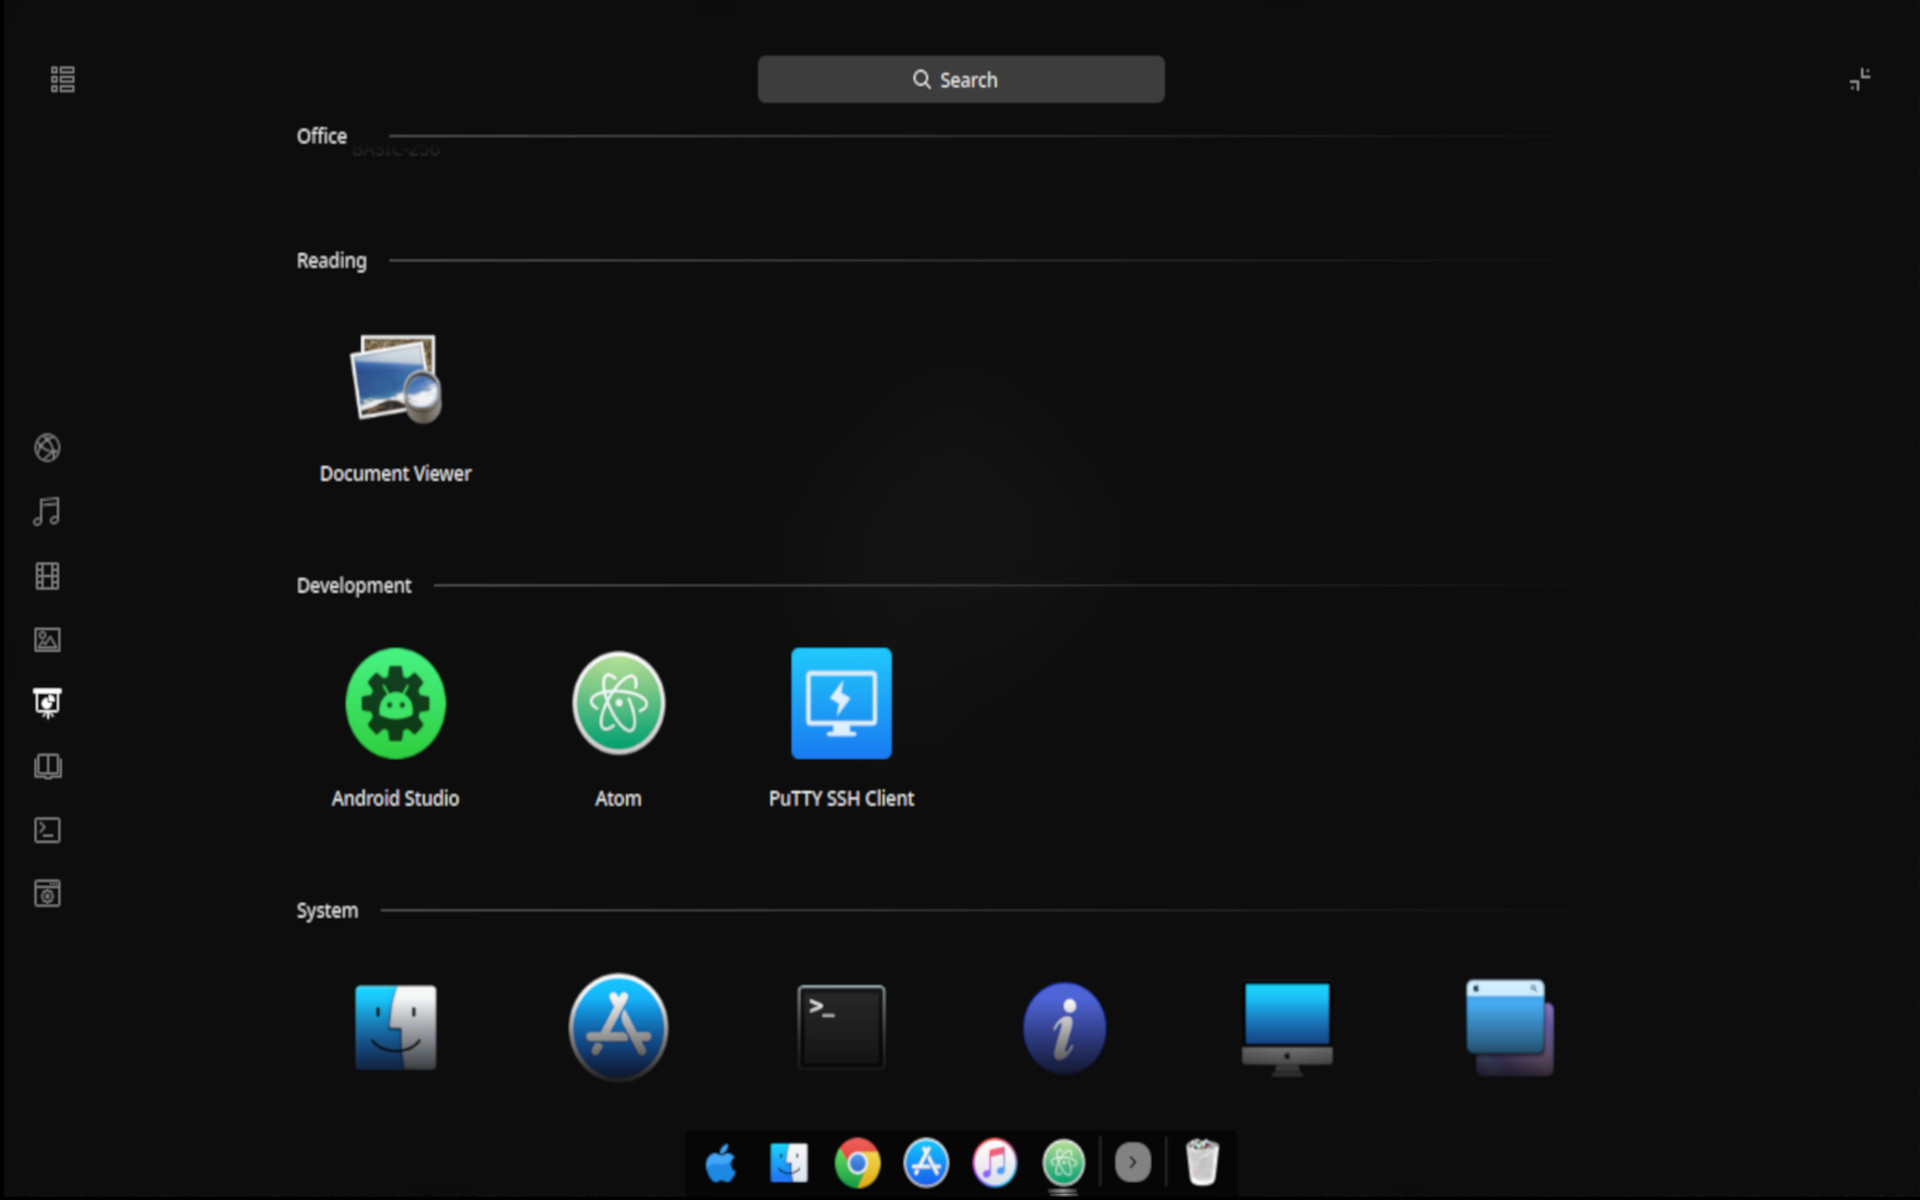 Search
Office
BASIC-256
Reading
Document Viewer
Development
Android Studio
Atom
PuTTY SSH Client
System
>_
i